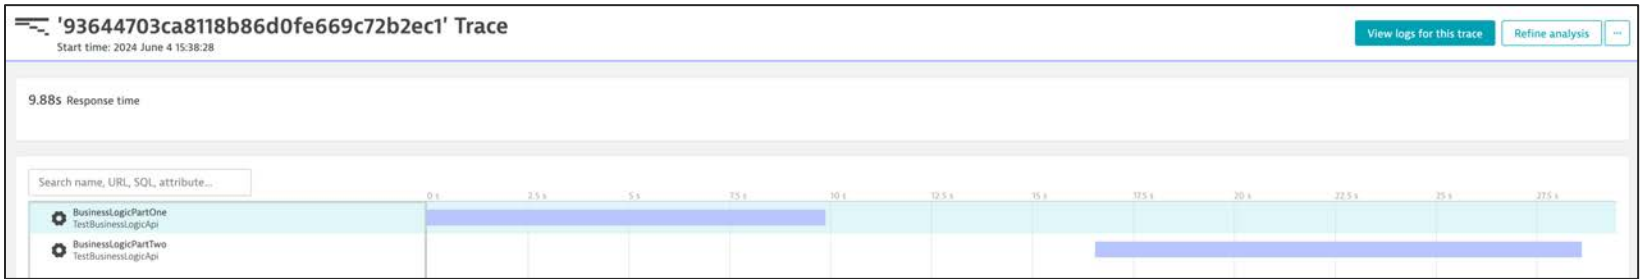 '93644703ca8118b86d0fe669c72b2ec1' Trace
Start time: 2024 June 4 15:38:28
View logs for this trace
Refine analysis
...
9.88s Response time
Search name, URL, SQL, attribute...
0 s 2.5 s 5 s 7.5 s 10 s 12.5 s 15 s 17.5 s 20 s 22.5 s 25 s 27.5 s
BusinessLogicPartOne
TestBusinessLogicApi
BusinessLogicPartTwo
TestBusinessLogicApi